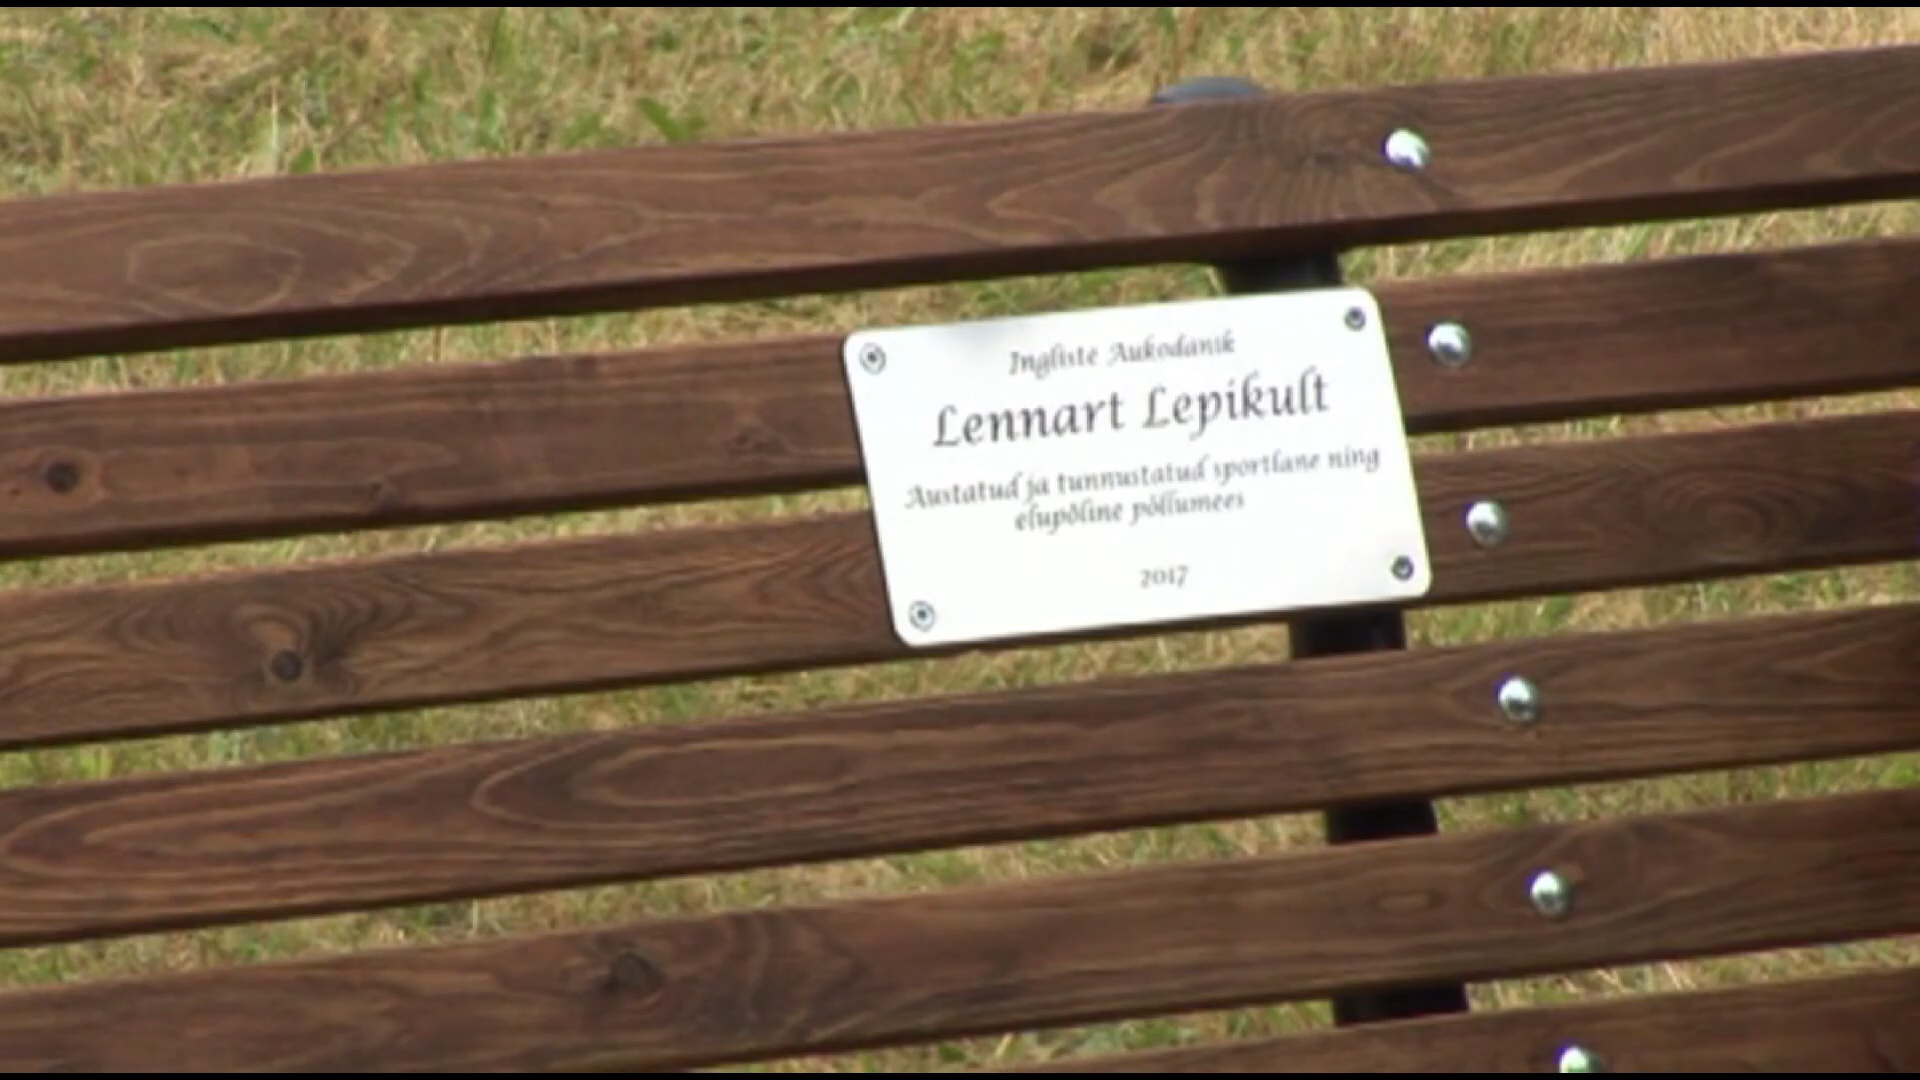 Ingliste Aukodanik
Lennart Lepikult
Austatud ja tunnustatud sportlane ning
elupõline põllumees
2017